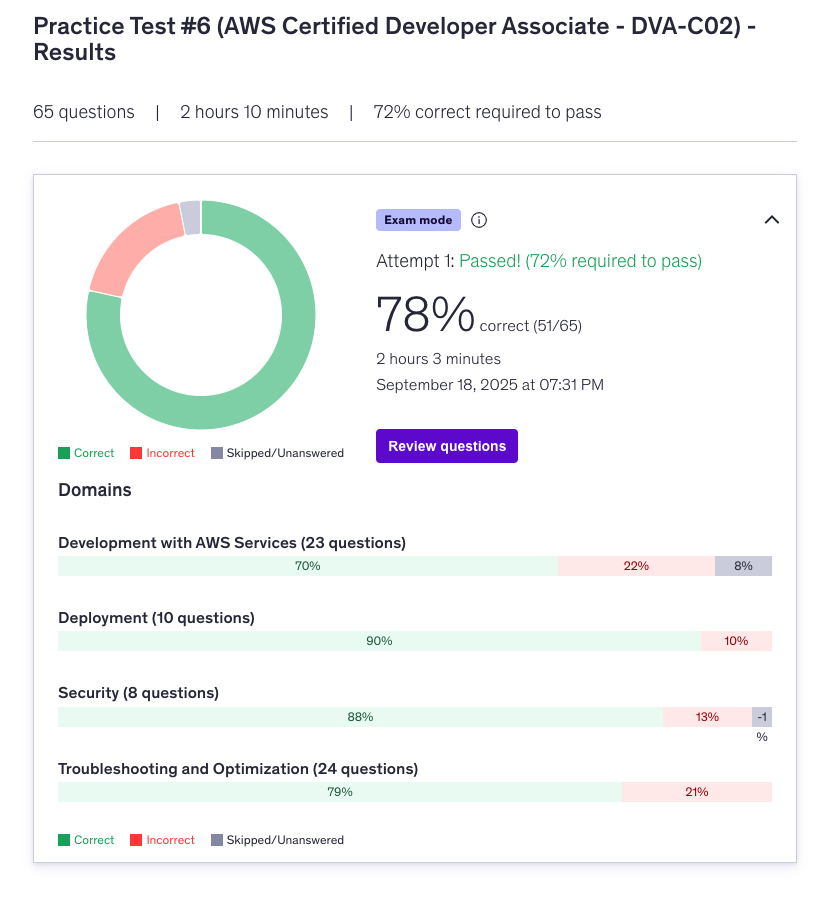 Practice Test #6 (AWS Certified Developer Associate - DVA-C02) -
Results
65 questions | 2 hours 10 minutes | 72% correct required to pass
Exam mode
Attempt 1: Passed! (72% required to pass)
78% correct (51/65)
2 hours 3 minutes
September 18, 2025 at 07:31 PM
Review questions
Correct Incorrect Skipped/Unanswered
Domains
Development with AWS Services (23 questions)
70% 22% 8%
Deployment (10 questions)
90% 10%
Security (8 questions)
88% 13% -1
%
Troubleshooting and Optimization (24 questions)
79% 21%
Correct Incorrect Skipped/Unanswered